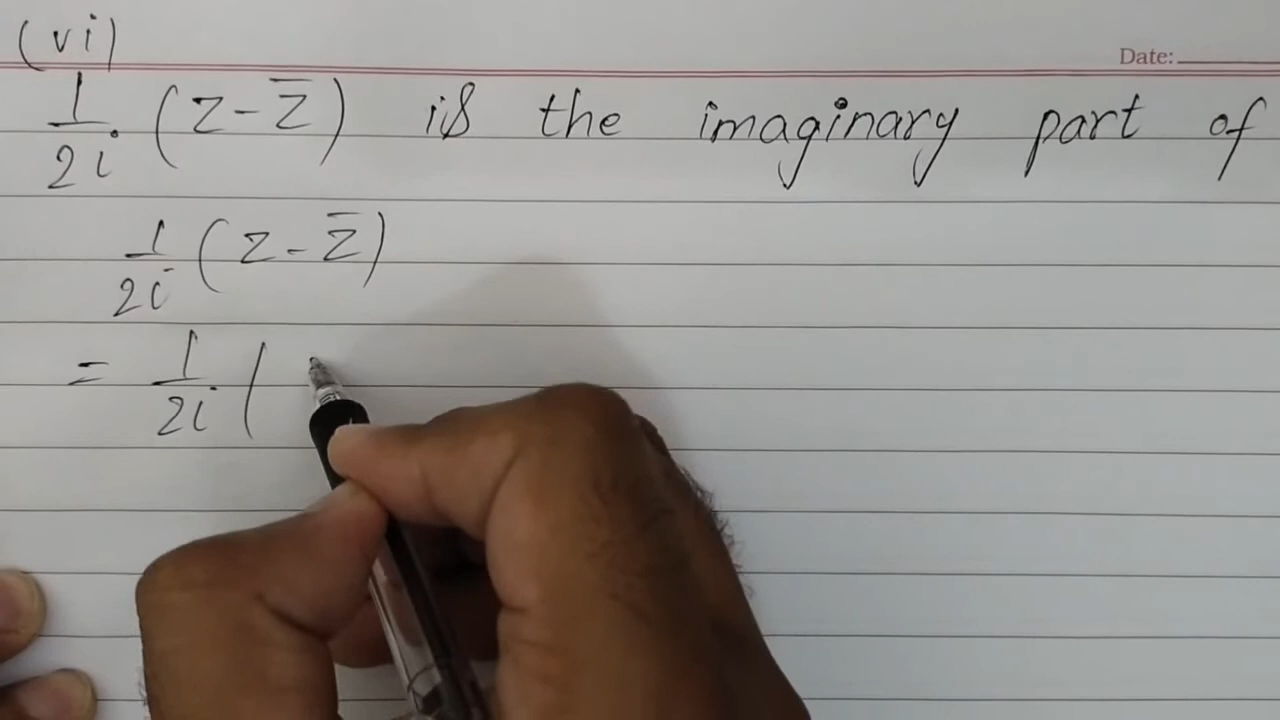 (vi)
Date:
1/2i (z - z̄) is the imaginary part of
1/2i (z - z̄)
= 1/2i (